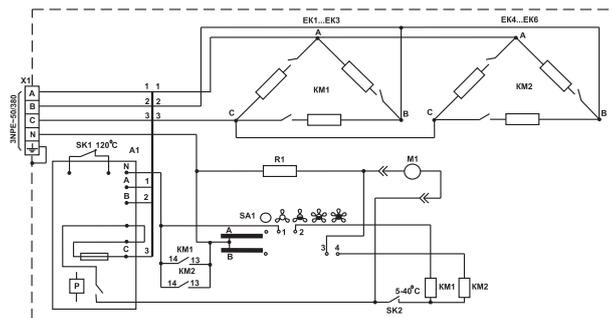 EK1...EK3
EK4...EK6
A
A
X1
A
B
C
N
3NPE~50/380
1 1
2 2
3 3
KM1
KM2
C
B
C
B
SK1 120°C
A1
N
A
B
1
2
C
3
P
R1
M1
SA1
A
B
1
2
3
4
KM1
14 13
KM2
14 13
5-40°C
SK2
KM1
KM2